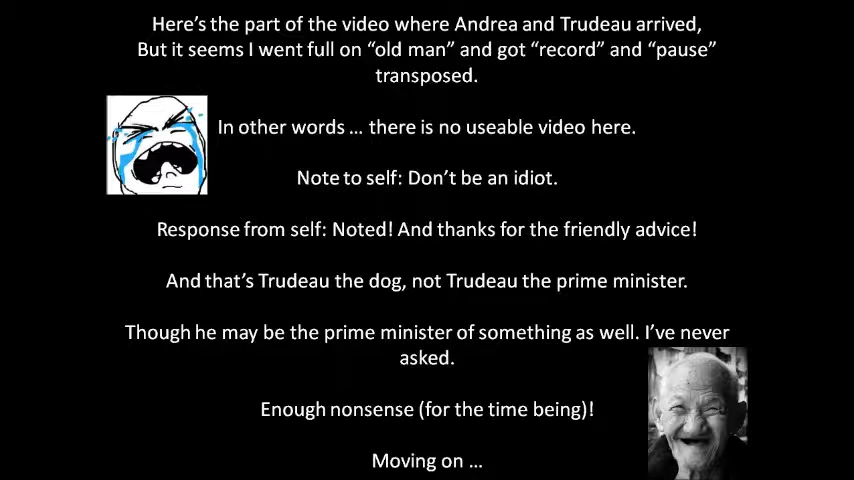 Here’s the part of the video where Andrea and Trudeau arrived,
But it seems I went full on “old man” and got “record” and “pause”
transposed.
In other words … there is no useable video here.
Note to self: Don’t be an idiot.
Response from self: Noted! And thanks for the friendly advice!
And that’s Trudeau the dog, not Trudeau the prime minister.
Though he may be the prime minister of something as well. I’ve never
asked.
Enough nonsense (for the time being)!
Moving on …